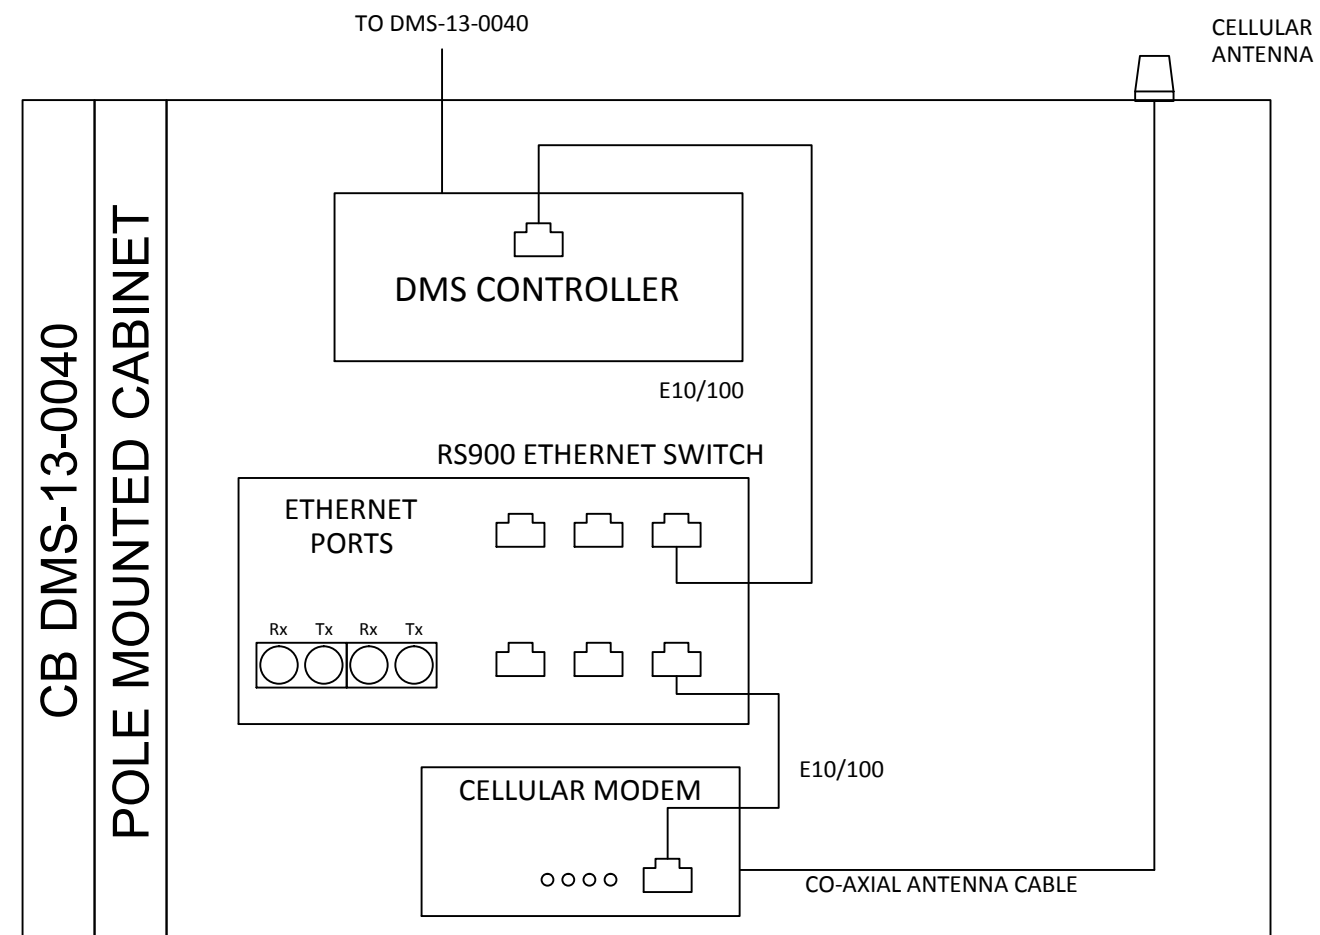 TO DMS-13-0040
CELLULAR
ANTENNA
CB DMS-13-0040
POLE MOUNTED CABINET
DMS CONTROLLER
E10/100
RS900 ETHERNET SWITCH
ETHERNET
PORTS
Rx Tx Rx Tx
E10/100
CELLULAR MODEM
CO-AXIAL ANTENNA CABLE